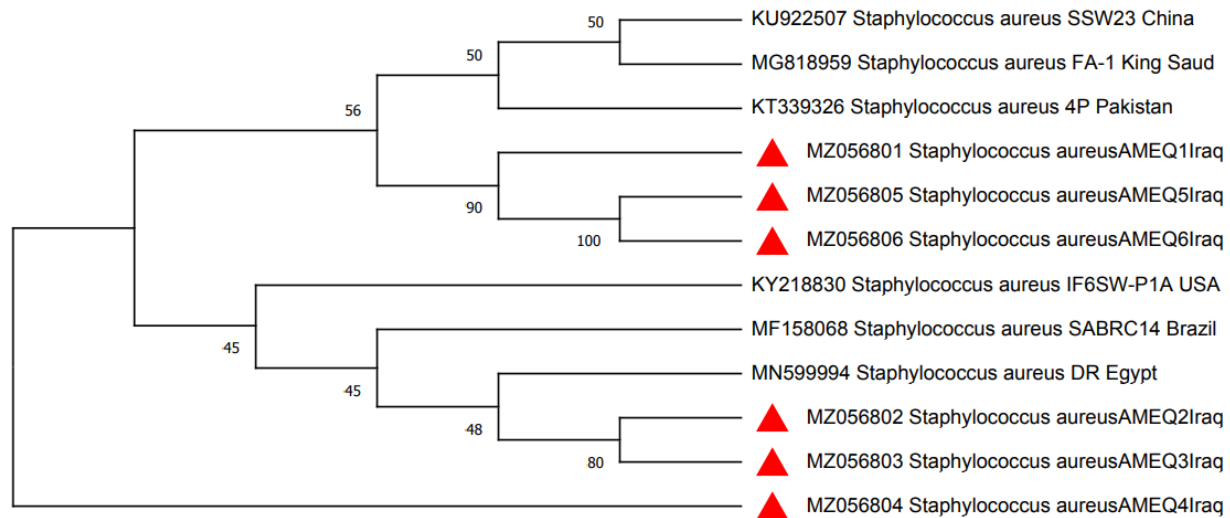 50
KU922507 Staphylococcus aureus SSW23 China
50
MG818959 Staphylococcus aureus FA-1 King Saud
56
KT339326 Staphylococcus aureus 4P Pakistan
MZ056801 Staphylococcus aureusAMEQ1Iraq
90
MZ056805 Staphylococcus aureusAMEQ5Iraq
100
MZ056806 Staphylococcus aureusAMEQ6Iraq
KY218830 Staphylococcus aureus IF6SW-P1A USA
45
MF158068 Staphylococcus aureus SABRC14 Brazil
45
MN599994 Staphylococcus aureus DR Egypt
48
MZ056802 Staphylococcus aureusAMEQ2Iraq
80
MZ056803 Staphylococcus aureusAMEQ3Iraq
MZ056804 Staphylococcus aureusAMEQ4Iraq